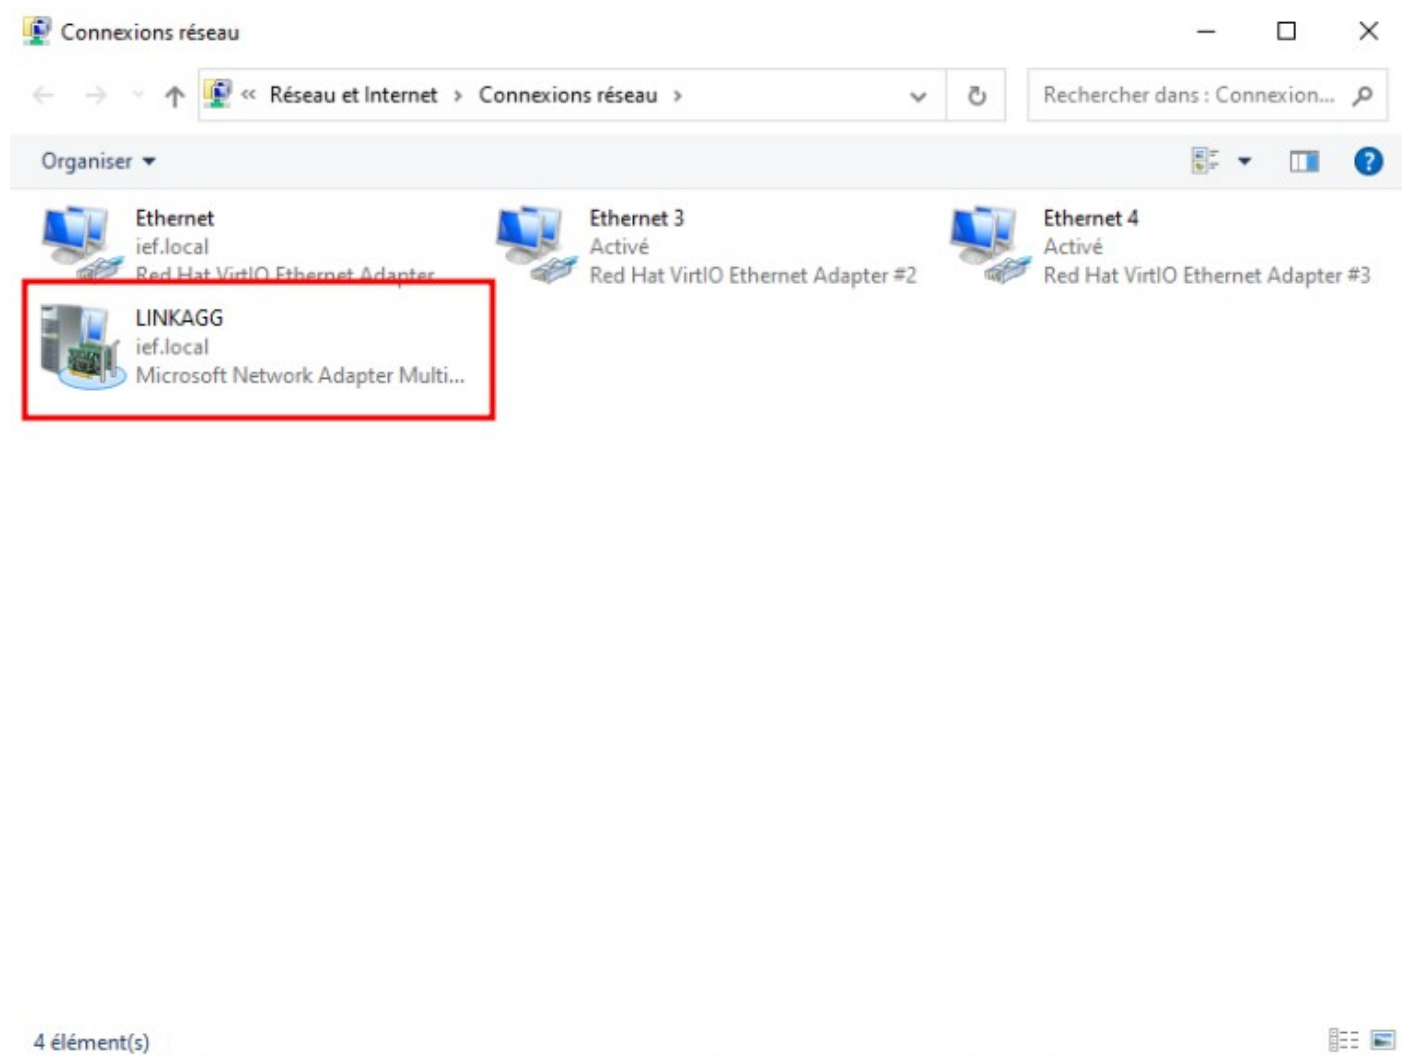 Connexions réseau
« Réseau et Internet > Connexions réseau >
Rechercher dans : Connexion...
Organiser
Ethernet
ief.local
Red Hat VirtIO Ethernet Adapter
Ethernet 3
Activé
Red Hat VirtIO Ethernet Adapter #2
Ethernet 4
Activé
Red Hat VirtIO Ethernet Adapter #3
LINKAGG
ief.local
Microsoft Network Adapter Multi...
4 élément(s)